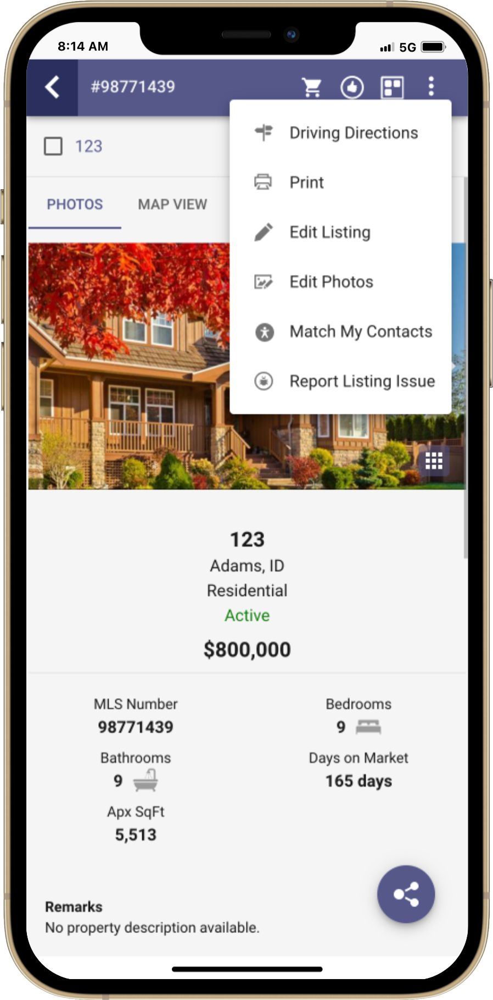 8:14 AM
5G
#98771439
Driving Directions
123
Print
PHOTOS
MAP VIEW
Edit Listing
Edit Photos
Match My Contacts
Report Listing Issue
123
Adams, ID
Residential
Active
$800,000
MLS Number
98771439
Bedrooms
9
Bathrooms
9
Days on Market
165 days
Apx SqFt
5,513
Remarks
No property description available.